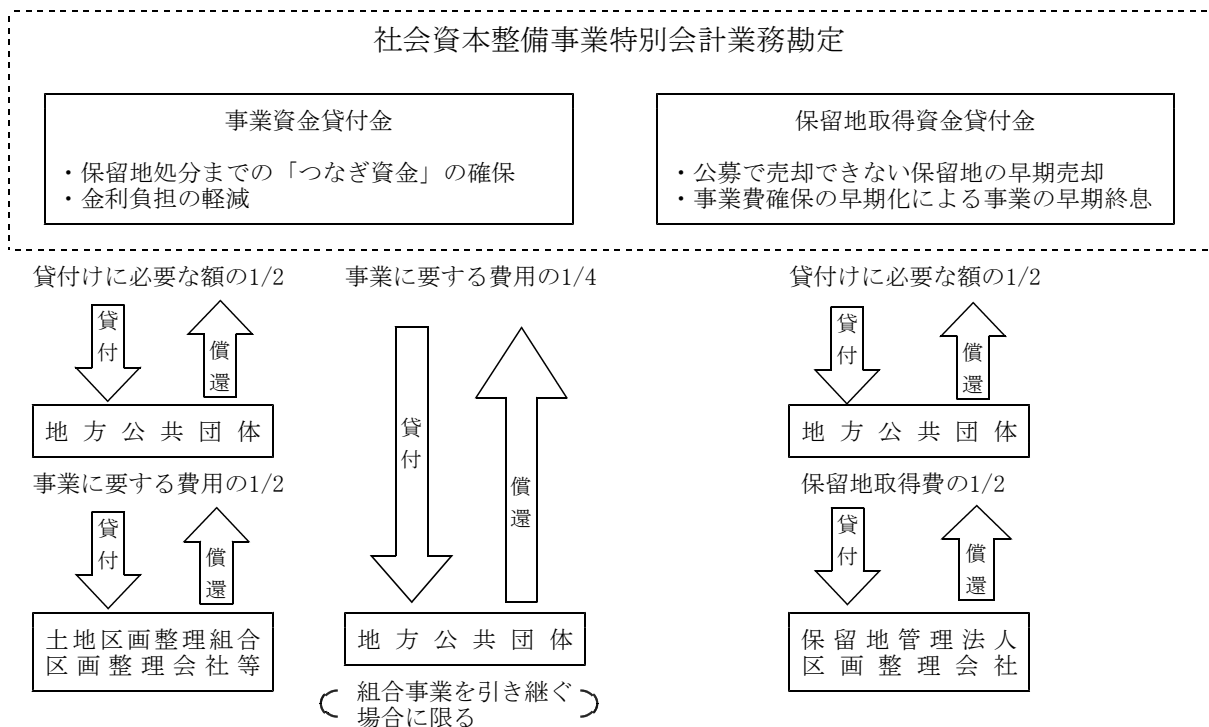 社会資本整備事業特別会計業務勘定
事業資金貸付金
・保留地処分までの「つなぎ資金」の確保
・金利負担の軽減
保留地取得資金貸付金
・公募で売却できない保留地の早期売却
・事業費確保の早期化による事業の早期終息
貸付けに必要な額の1/2
貸付
償還
地方公共団体
事業に要する費用の1/2
貸付
償還
土地区画整理組合
区画整理会社等
事業に要する費用の1/4
貸付
償還
地方公共団体
(組合事業を引き継ぐ
場合に限る)
貸付けに必要な額の1/2
貸付
償還
地方公共団体
保留地取得費の1/2
貸付
償還
保留地管理法人
区画整理会社